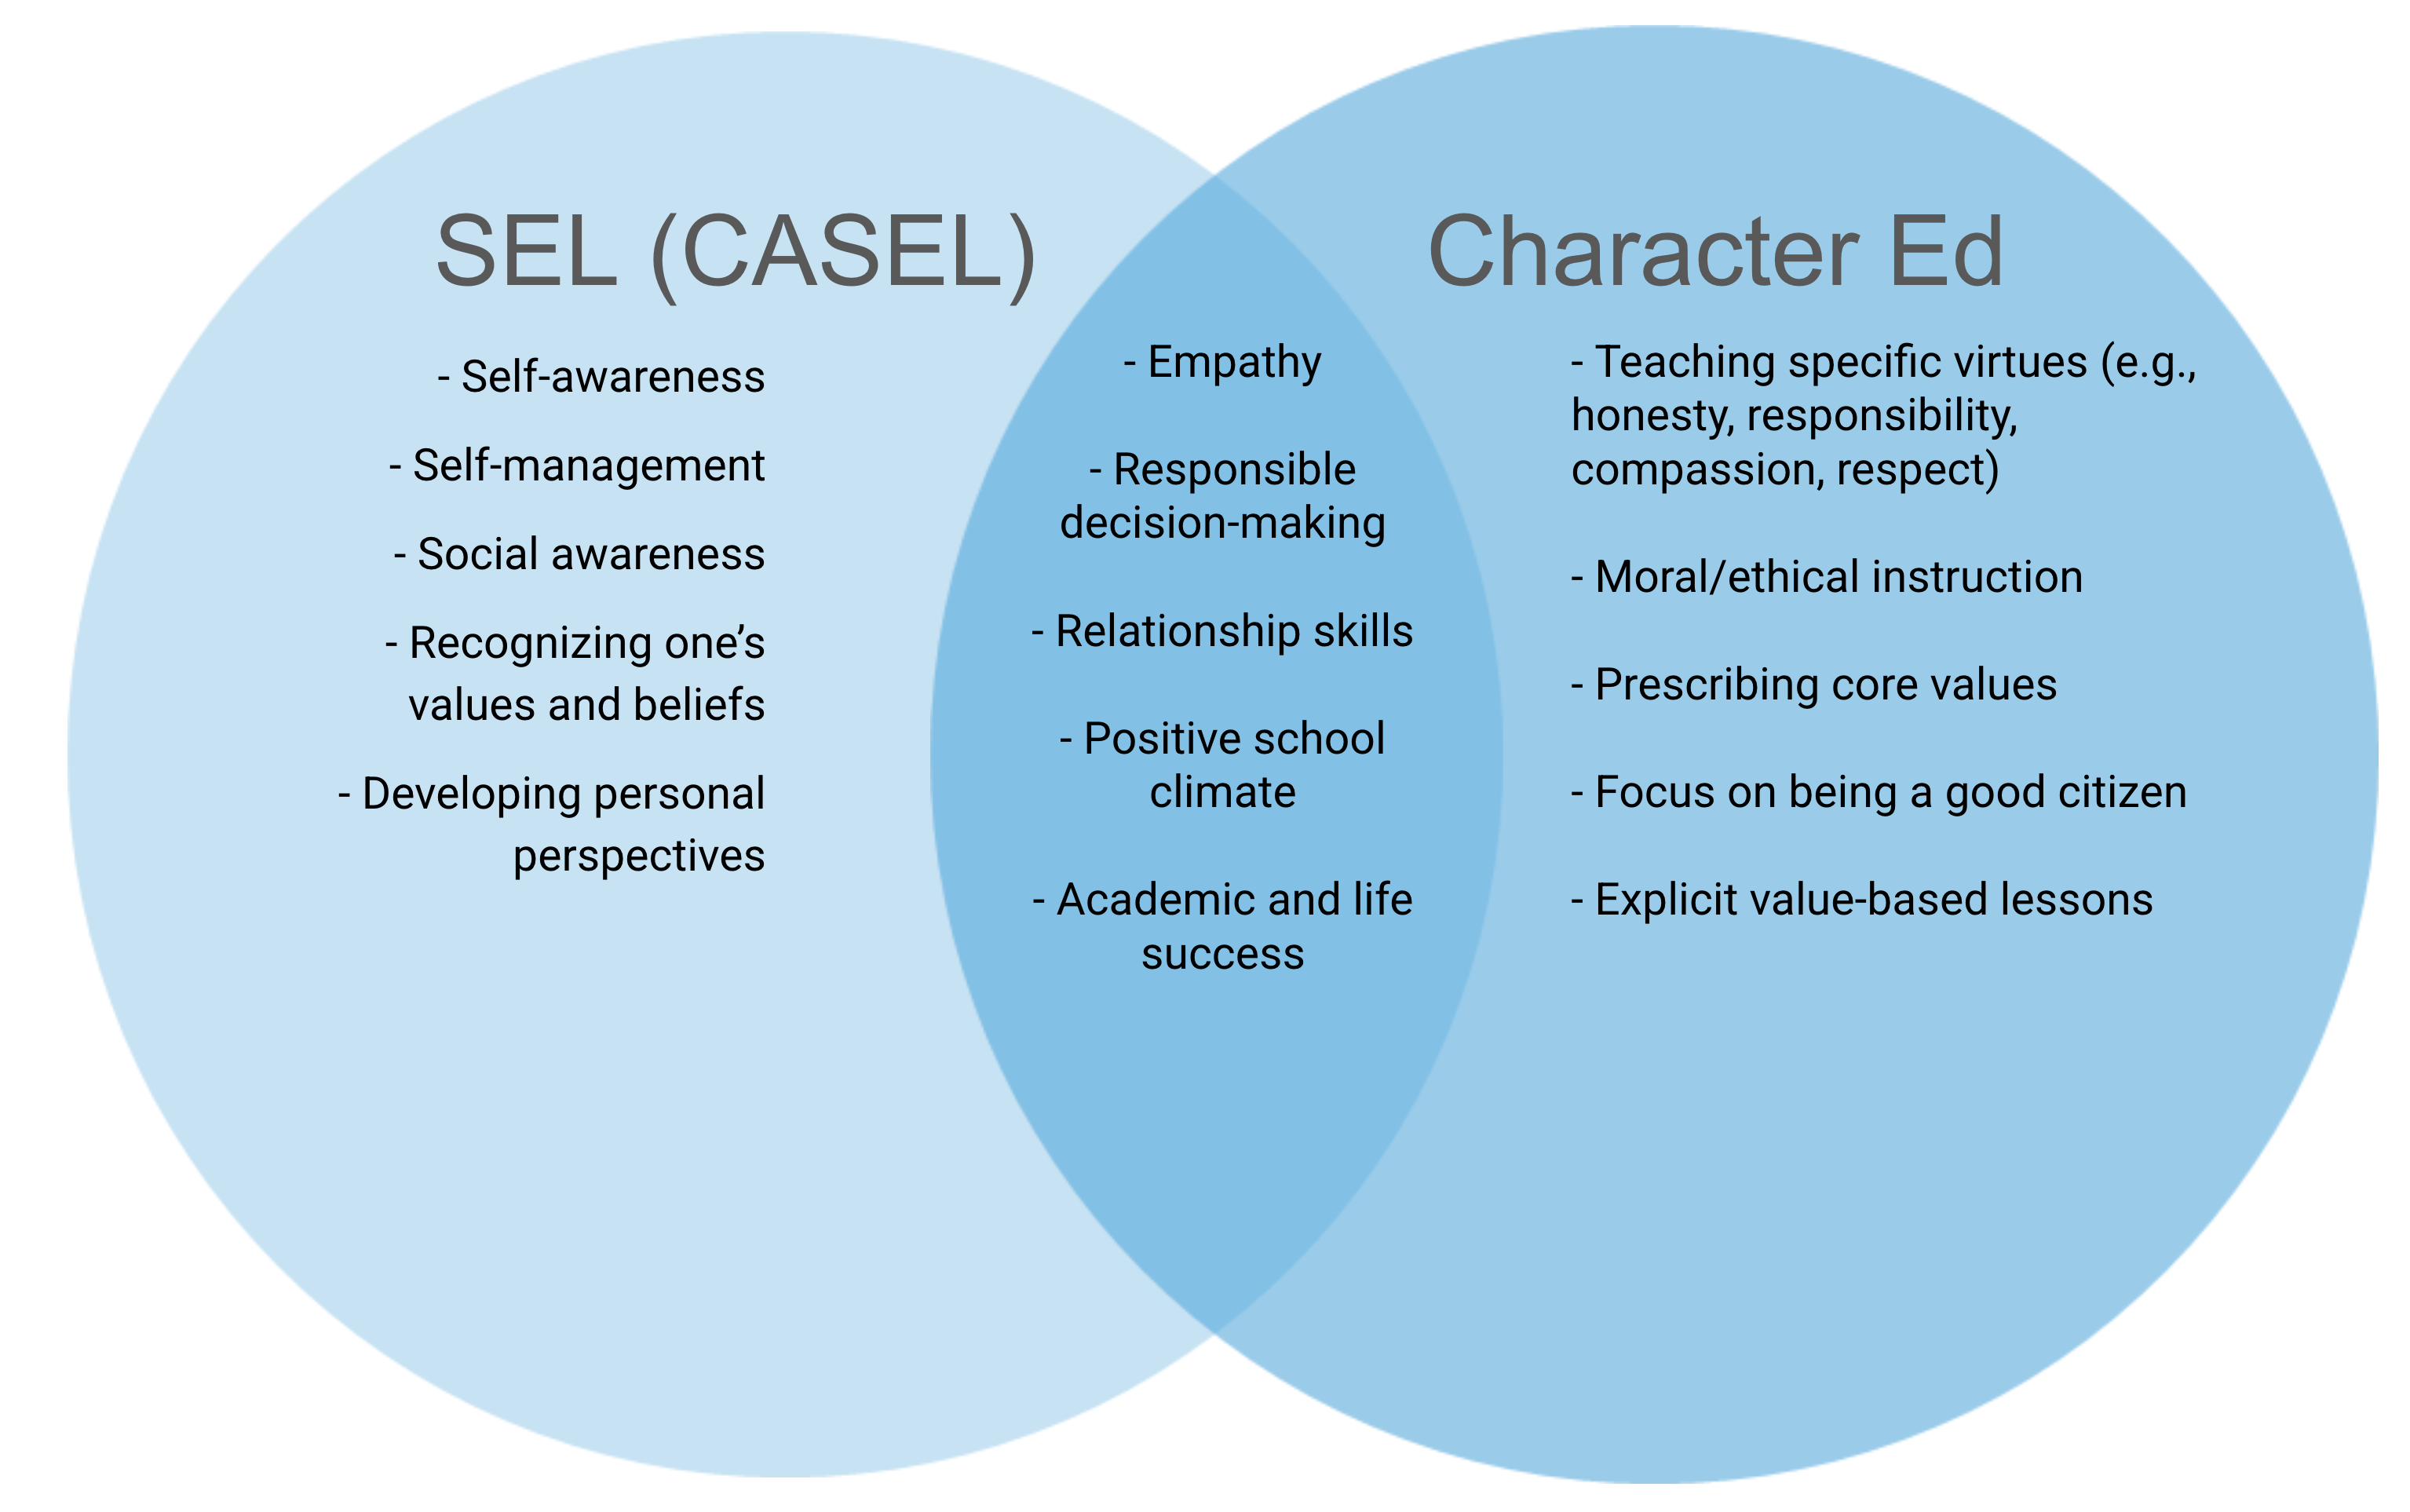 SEL (CASEL)
- Self-awareness
- Self-management
- Social awareness
- Recognizing one’s
values and beliefs
- Developing personal
perspectives
- Empathy
- Responsible
decision-making
- Relationship skills
- Positive school
climate
- Academic and life
success
Character Ed
- Teaching specific virtues (e.g.,
honesty, responsibility,
compassion, respect)
- Moral/ethical instruction
- Prescribing core values
- Focus on being a good citizen
- Explicit value-based lessons